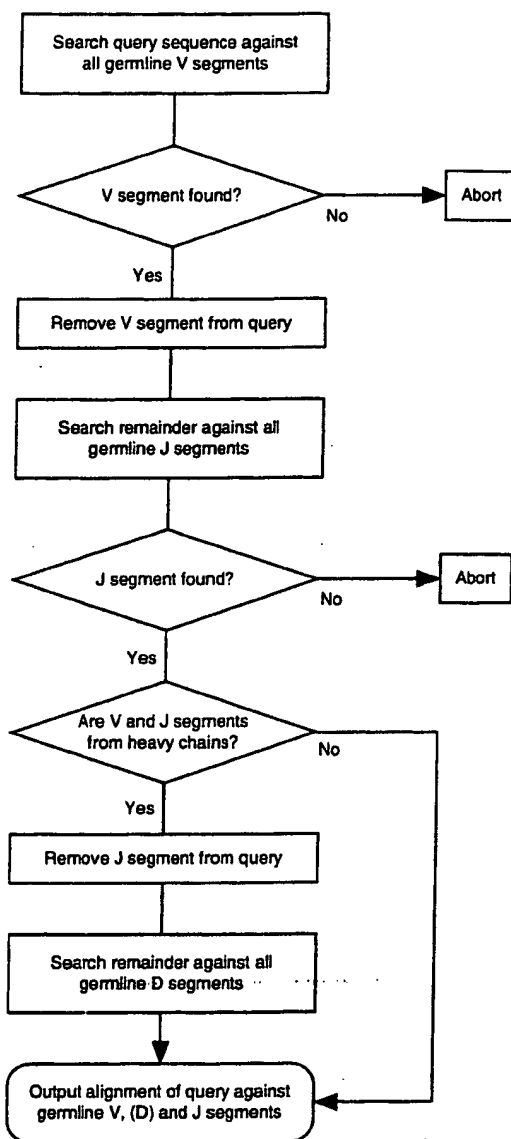 Search query sequence against
all germline V segments
V segment found?
No
Abort
Yes
Remove V segment from query
Search remainder against all
germline J segments
J segment found?
No
Abort
Yes
Are V and J segments
from heavy chains?
No
Yes
Remove J segment from query
Search remainder against all
germline D segments
Output alignment of query against
germline V, (D) and J segments